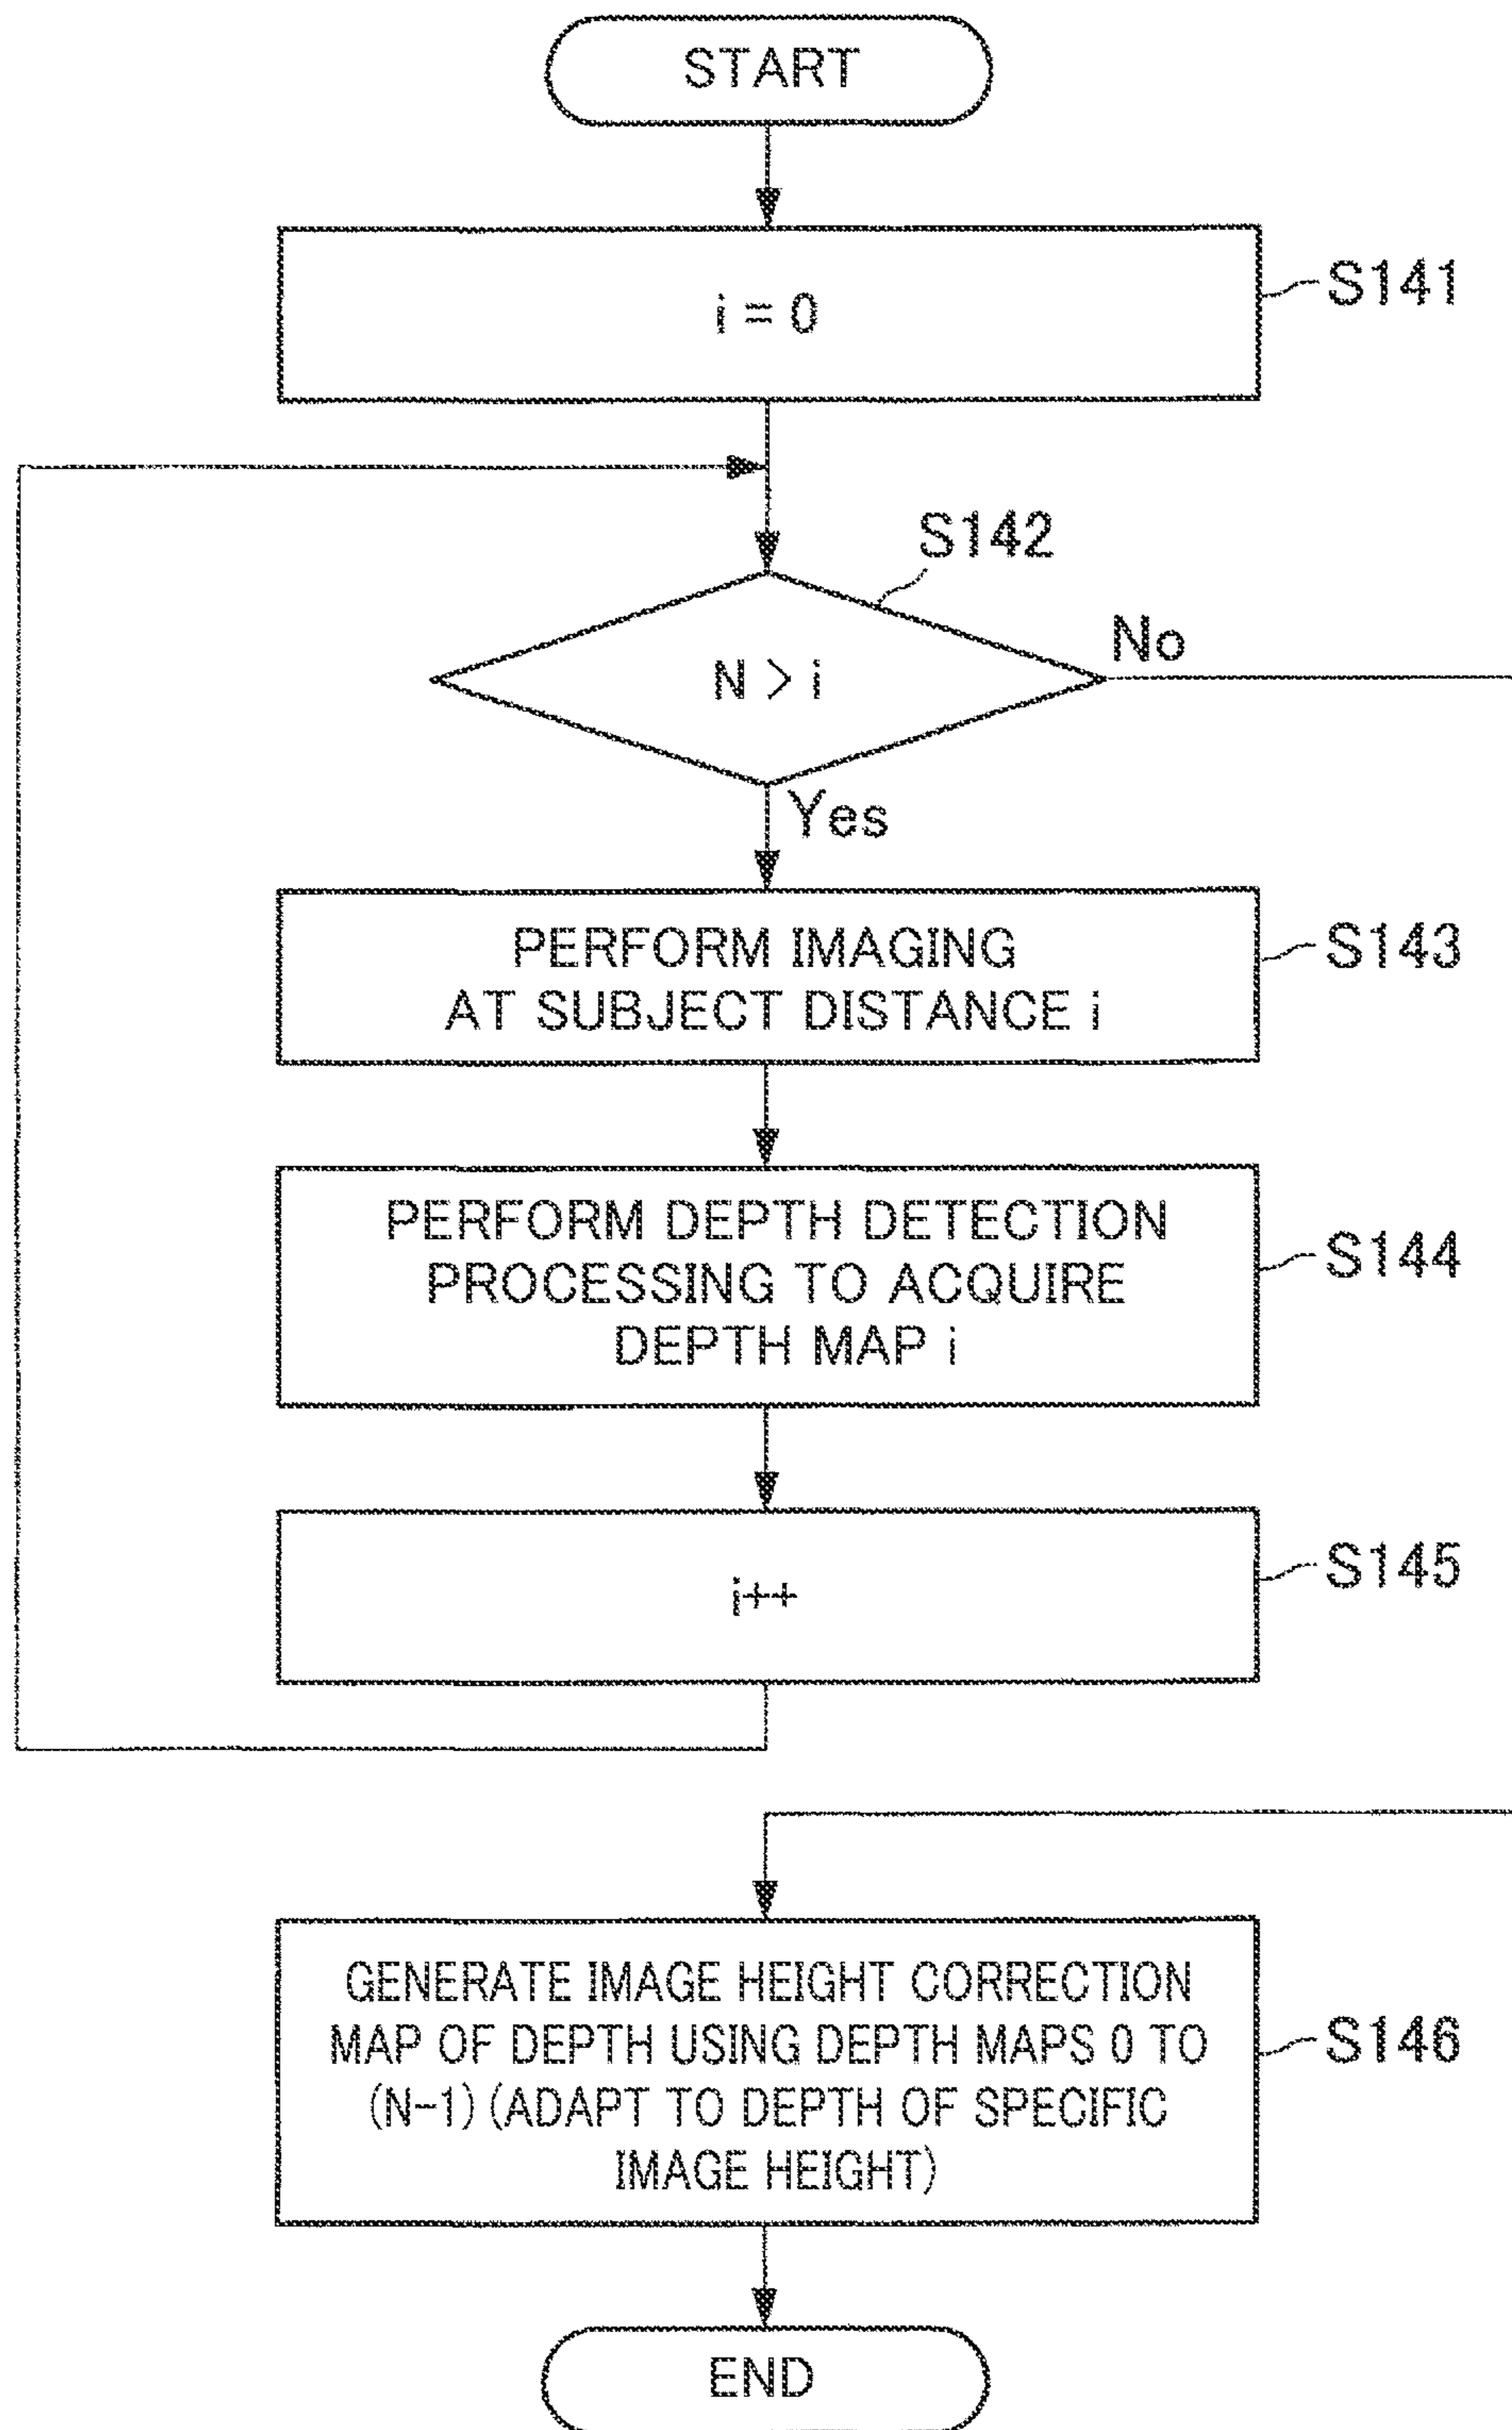 START
i = 0
S141
S142
N > i
No
Yes
PERFORM IMAGING
AT SUBJECT DISTANCE i
S143
PERFORM DEPTH DETECTION
PROCESSING TO ACQUIRE
DEPTH MAP i
S144
i++
S145
GENERATE IMAGE HEIGHT CORRECTION
MAP OF DEPTH USING DEPTH MAPS 0 TO
(N-1) (ADAPT TO DEPTH OF SPECIFIC
IMAGE HEIGHT)
S146
END